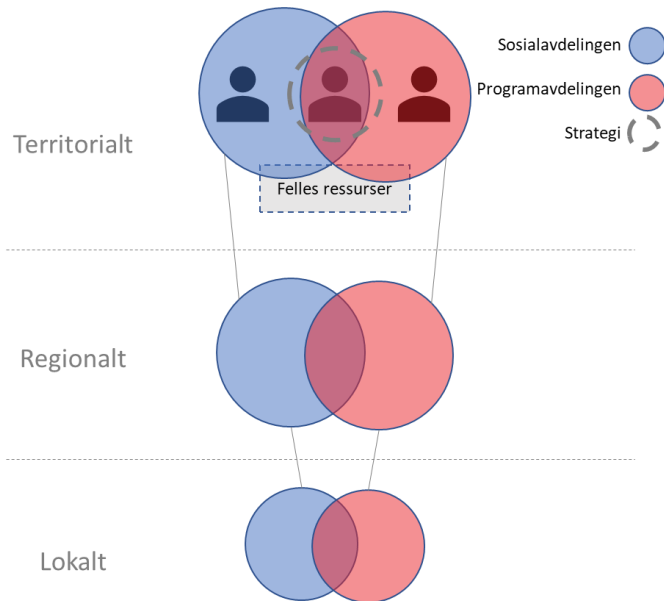 Sosialavdelingen
Programavdelingen
Strategi
Territorialt
Felles ressurser
Regionalt
Lokalt